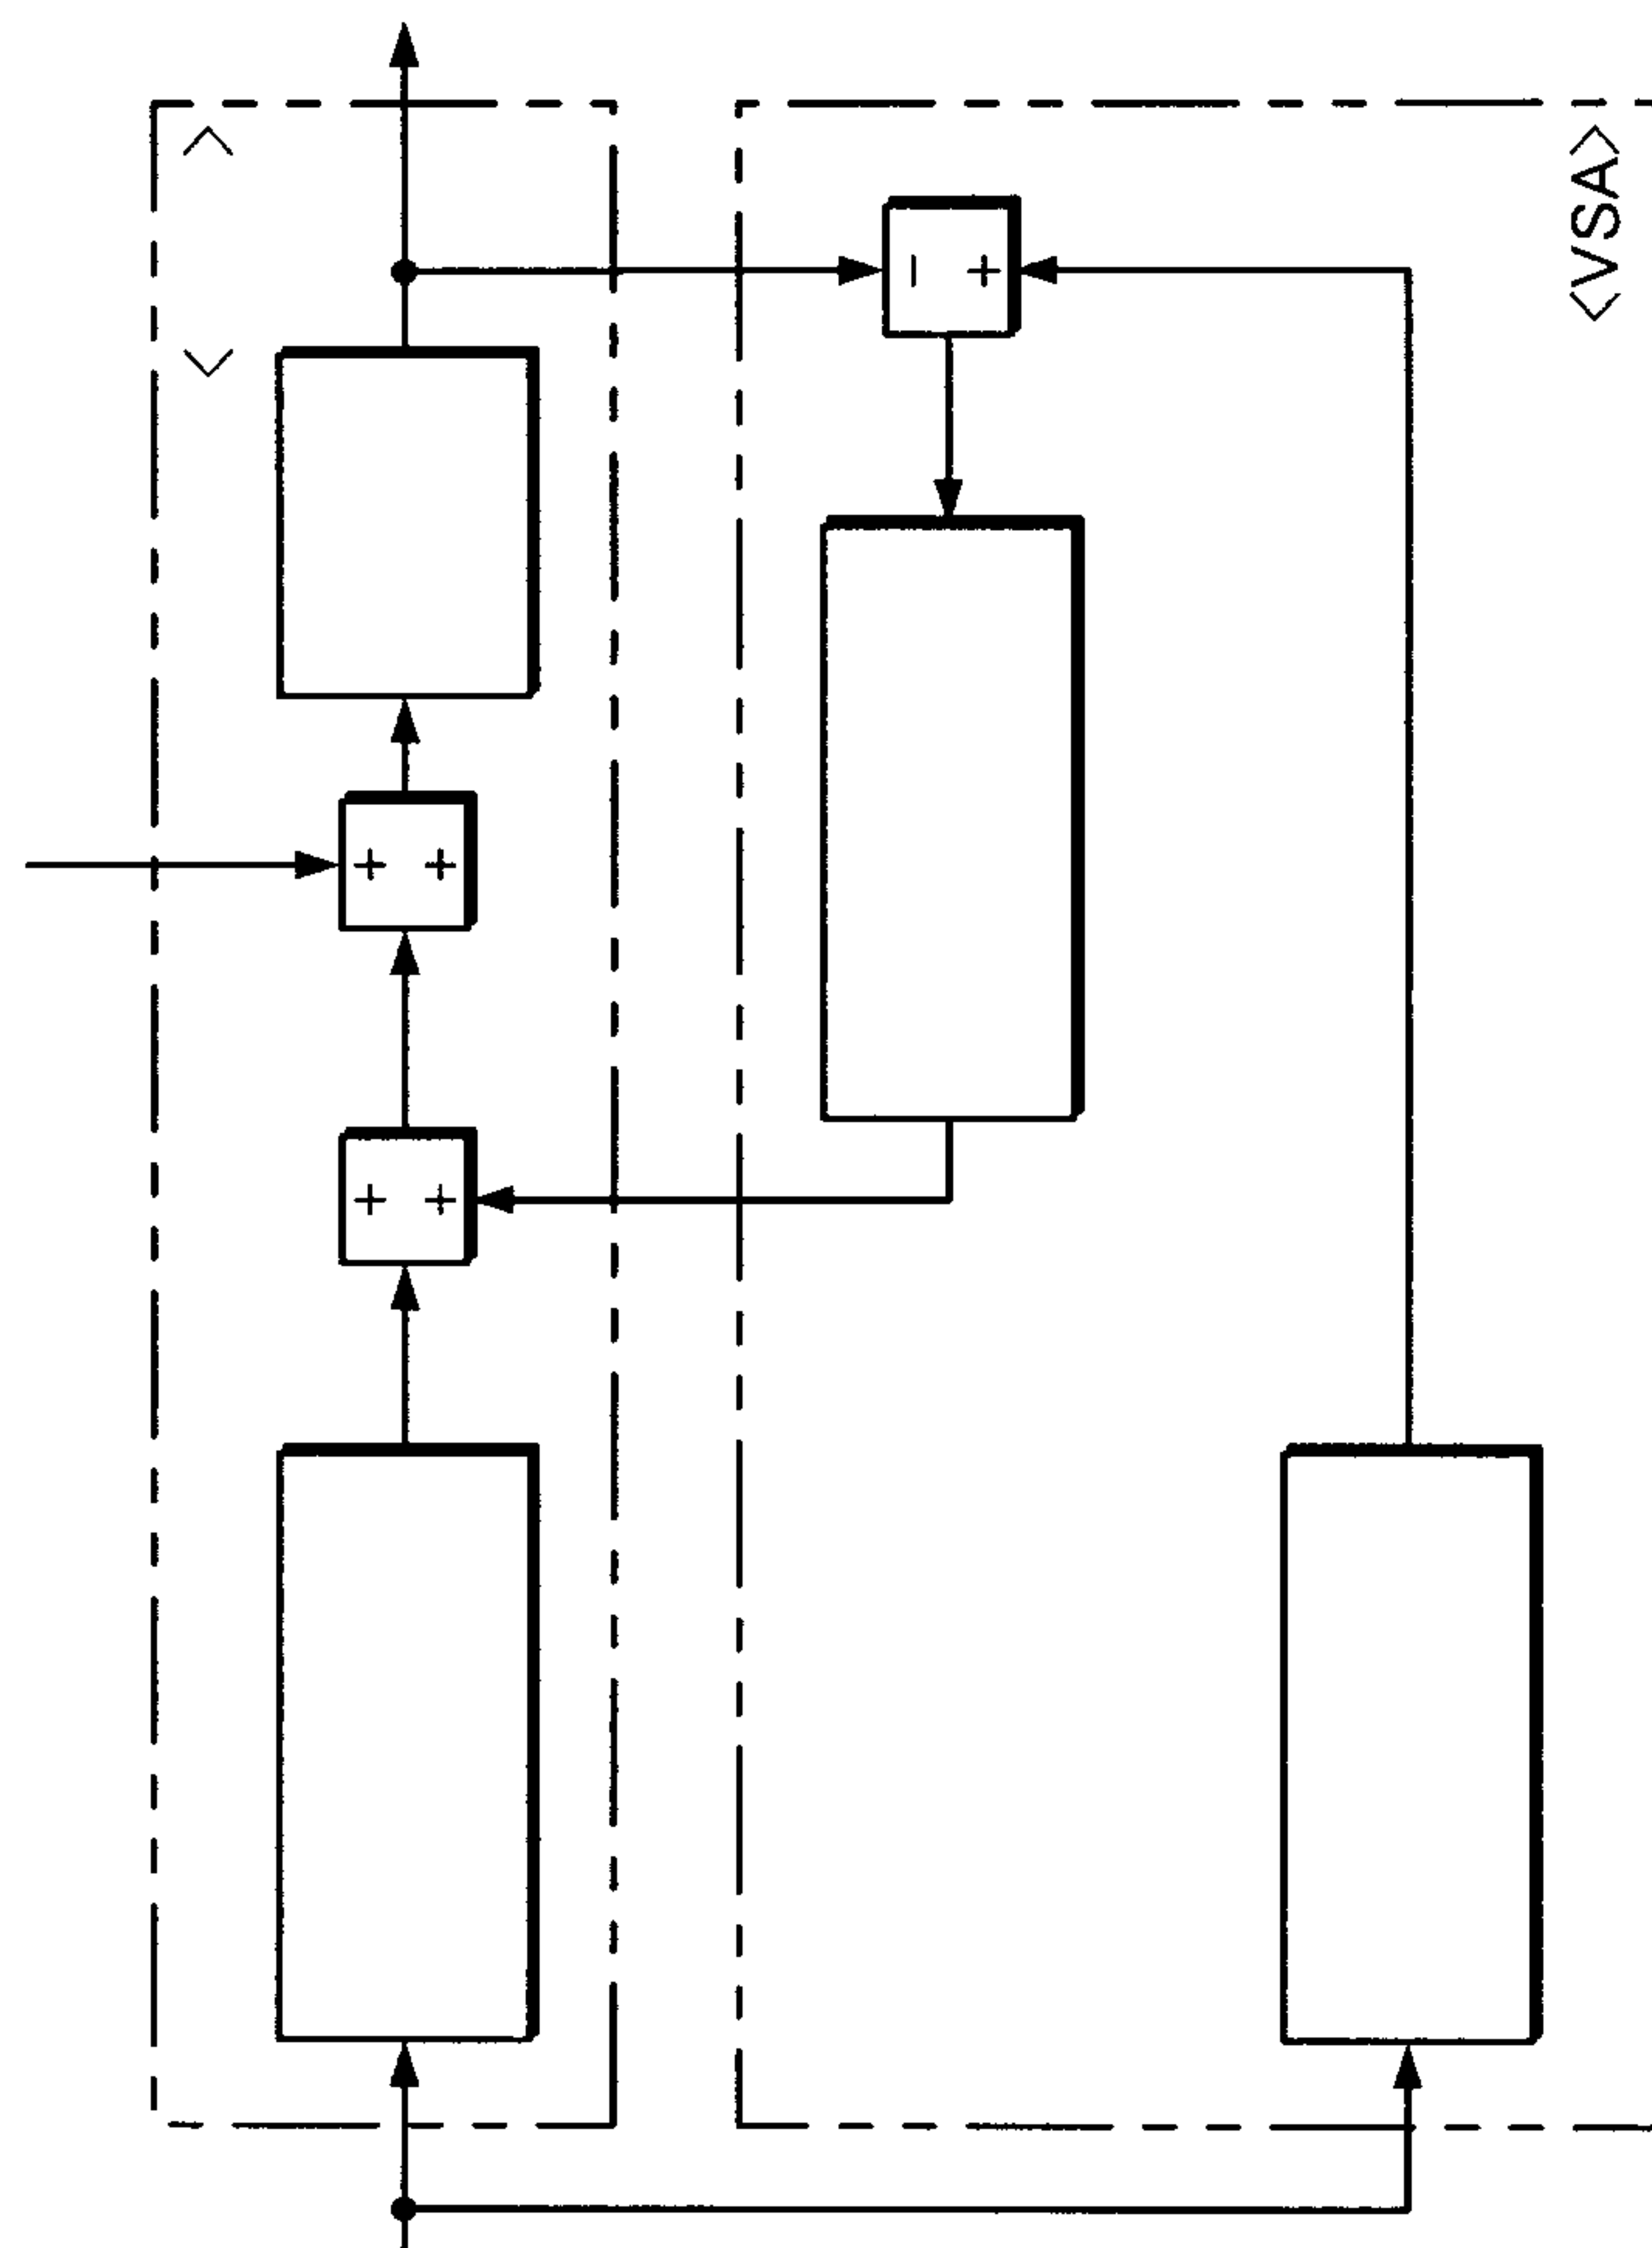 <VSA>
< >
+ +
+ +
− +